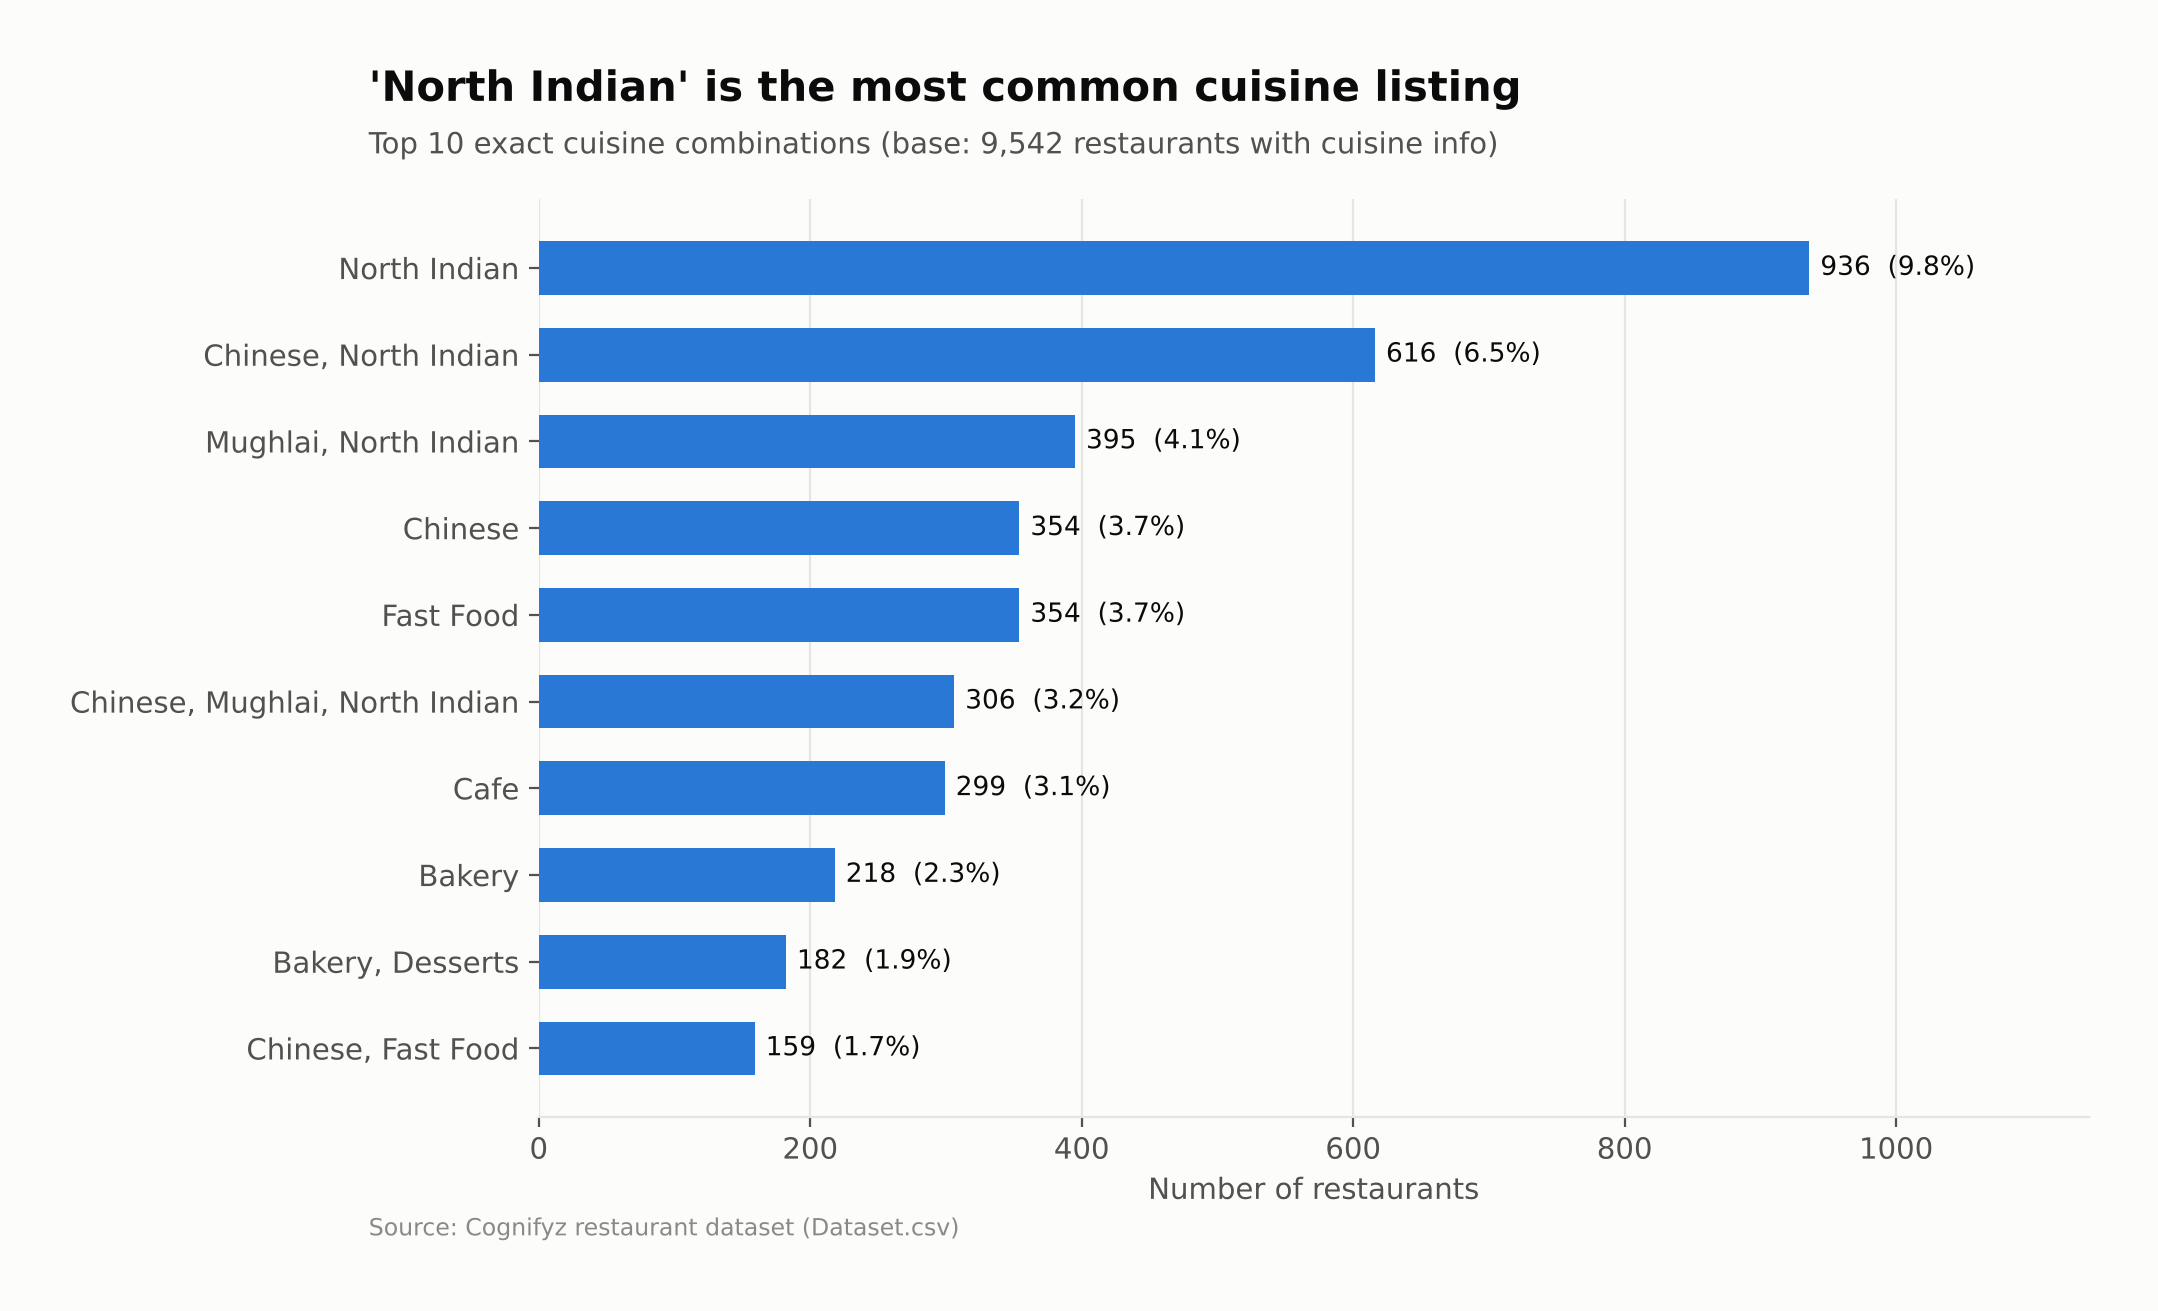 'North Indian' is the most common cuisine listing
Top 10 exact cuisine combinations (base: 9,542 restaurants with cuisine info)
North Indian 936 (9.8%)
Chinese, North Indian 616 (6.5%)
Mughlai, North Indian 395 (4.1%)
Chinese 354 (3.7%)
Fast Food 354 (3.7%)
Chinese, Mughlai, North Indian 306 (3.2%)
Cafe 299 (3.1%)
Bakery 218 (2.3%)
Bakery, Desserts 182 (1.9%)
Chinese, Fast Food 159 (1.7%)
0 200 400 600 800 1000
Number of restaurants
Source: Cognifyz restaurant dataset (Dataset.csv)